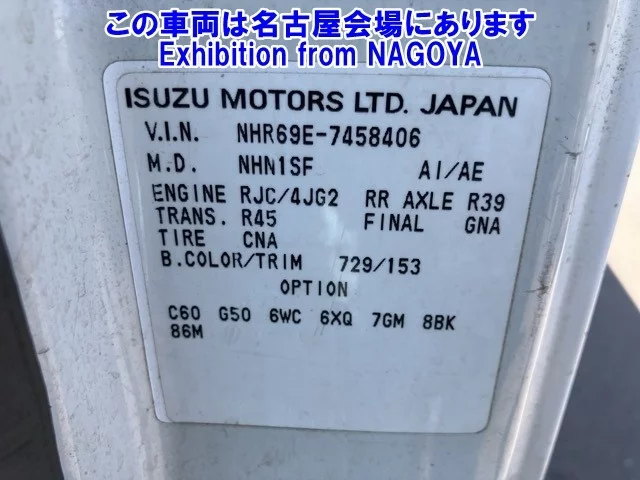 この車両は名古屋会場にあります
Exhibition from NAGOYA
ISUZU MOTORS LTD. JAPAN
V.I.N. NHR69E-7458406
M.D. NHN1SF AI/AE
ENGINE RJC/4JG2 RR AXLE R39
TRANS. R45 FINAL GNA
TIRE CNA
B.COLOR/TRIM 729/153
OPTION
C60 G50 6WC 6XQ 7GM 8BK
86M